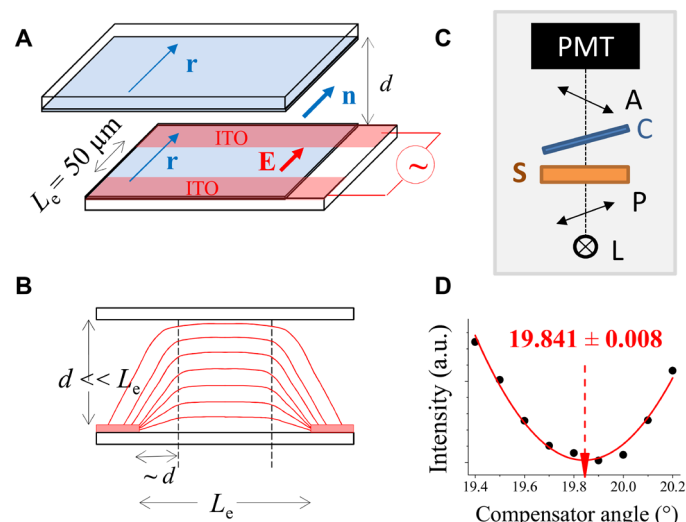 A
r
d
n
ITO
r
E
ITO
~
Lₑ = 50 μm
B
d << Lₑ
~ d
Lₑ
C
PMT
A
C
S
P
L
D
19.841 ± 0.008
Intensity (a.u.)
19.4 19.6 19.8 20.0 20.2
Compensator angle (°)